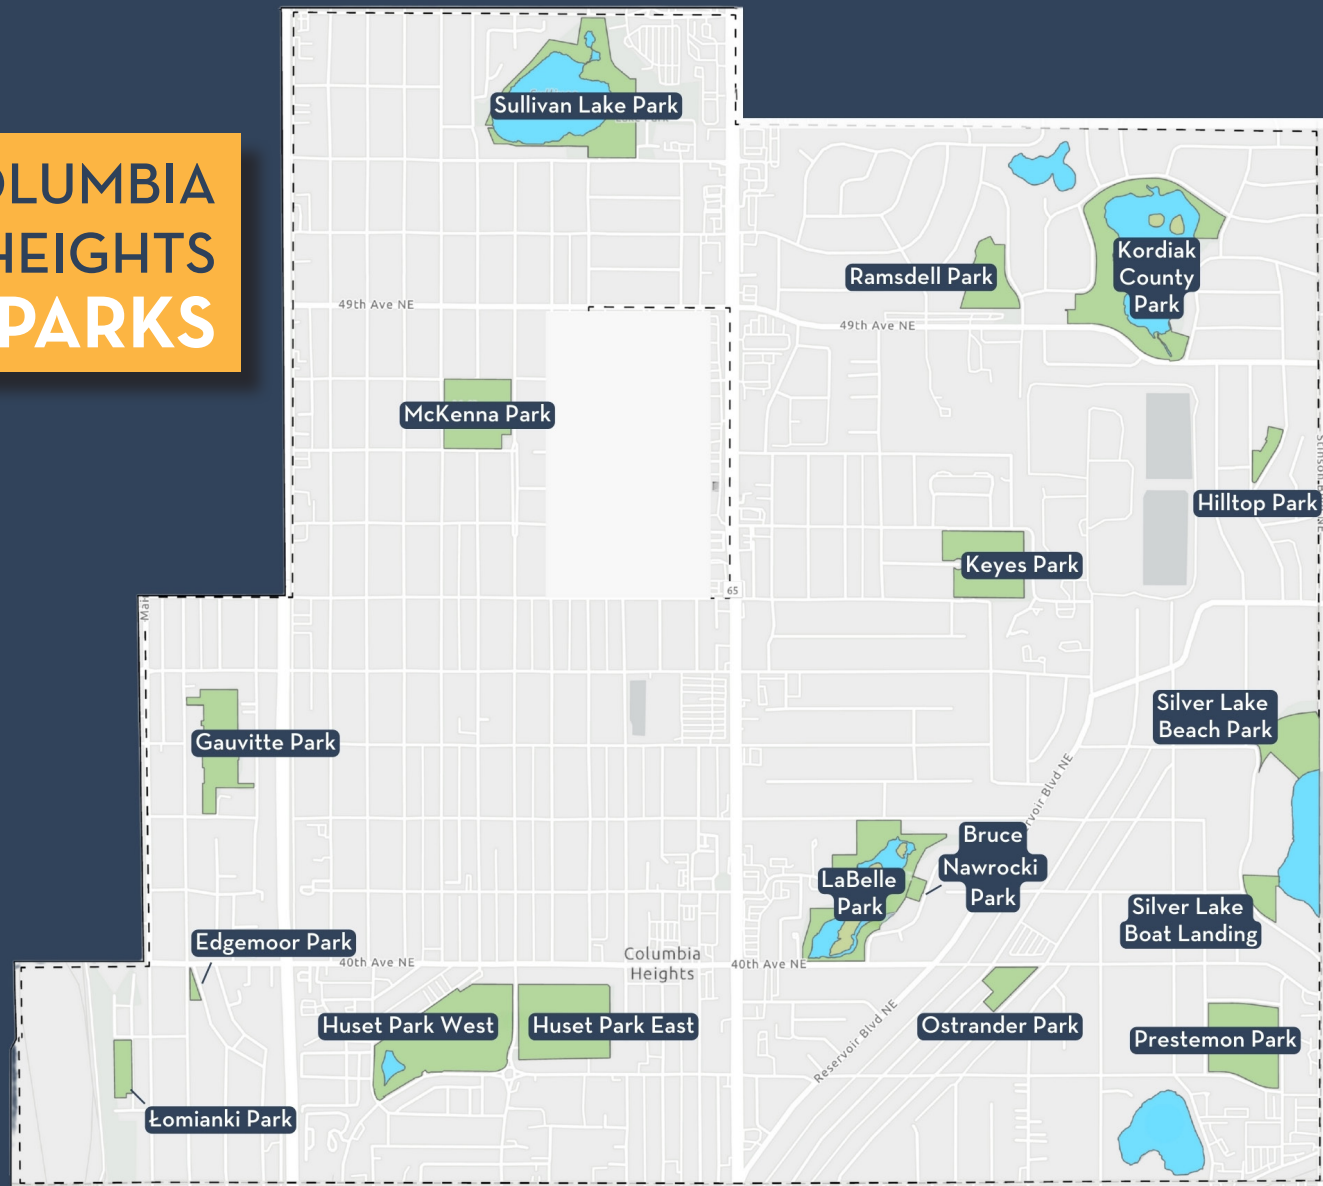 OLUMBIA
HEIGHTS
PARKS
Sullivan Lake Park
Ramsdell Park
Kordiak
County
Park
49th Ave NE
49th Ave NE
McKenna Park
Hilltop Park
Keyes Park
65
Silver Lake
Beach Park
Gauvitte Park
Reservoir Blvd NE
Bruce
Nawrocki
Park
LaBelle
Park
Silver Lake
Boat Landing
Edgemoor Park
40th Ave NE
Columbia
Heights
40th Ave NE
Huset Park West
Huset Park East
Ostrander Park
Prestemon Park
Reservoir Blvd NE
Łomianki Park